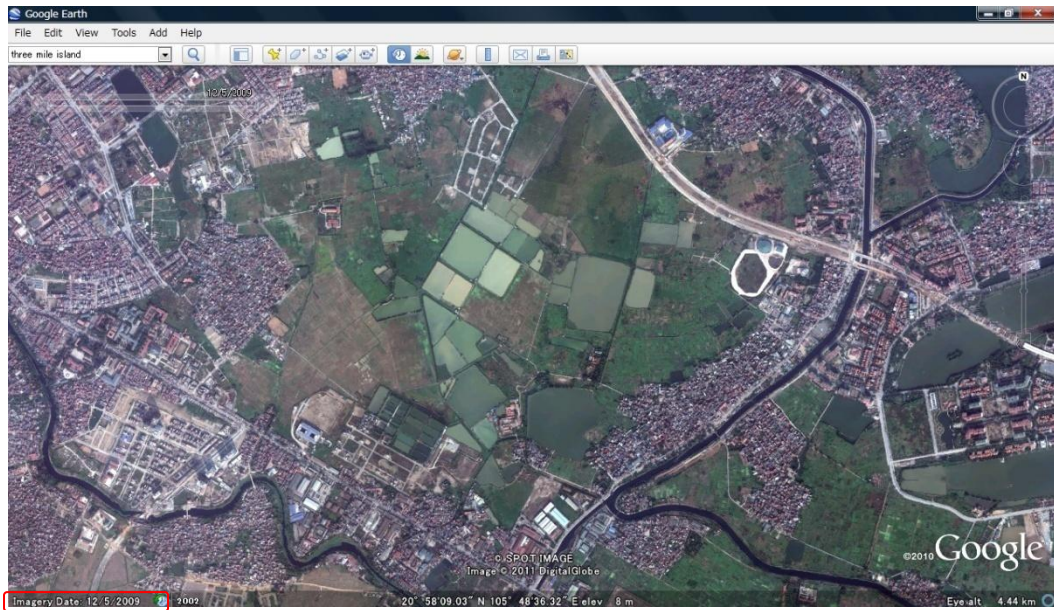 Google Earth
File Edit View Tools Add Help
three mile island
12/5/2009
N
© SPOT IMAGE
Image © 2011 DigitalGlobe
©2010 Google
Imagery Date: 12/5/2009 2002 20° 58'09.03" N 105° 48'36.32" E elev 8 m Eye alt 4.44 km